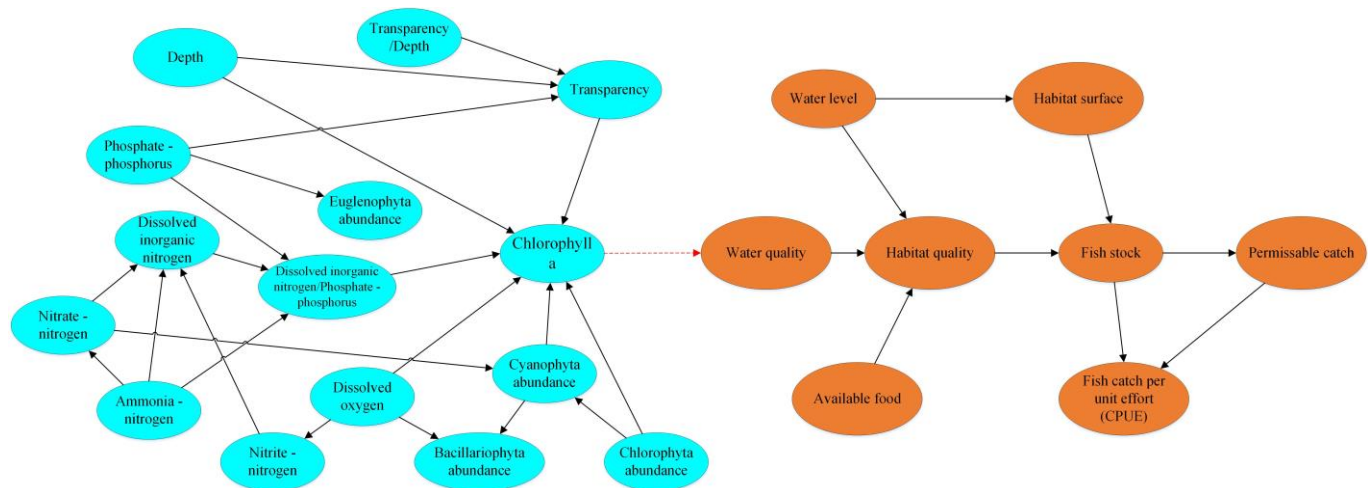 Depth
Transparency
/Depth
Transparency
Water level
Habitat surface
Phosphate -
phosphorus
Euglenophyta
abundance
Dissolved
inorganic
nitrogen
Chlorophyll
a
Water quality
Habitat quality
Fish stock
Permissable catch
Dissolved inorganic
nitrogen/Phosphate -
phosphorus
Nitrate -
nitrogen
Cyanophyta
abundance
Dissolved
oxygen
Available food
Fish catch per
unit effort
(CPUE)
Ammonia -
nitrogen
Nitrite -
nitrogen
Bacillariophyta
abundance
Chlorophyta
abundance